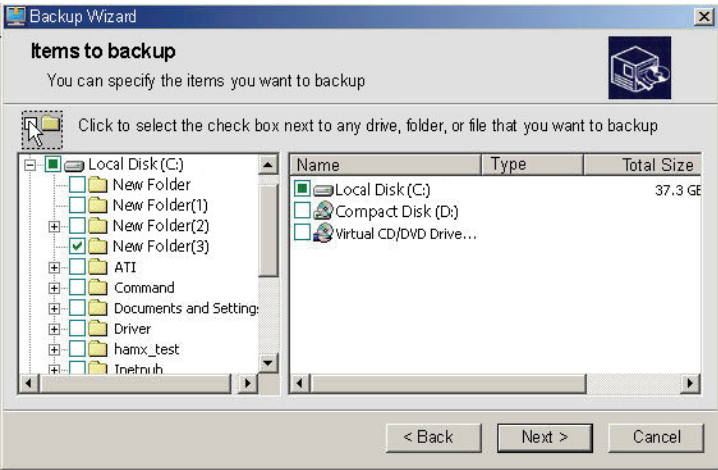 Backup Wizard
Items to backup
You can specify the items you want to backup
Click to select the check box next to any drive, folder, or file that you want to backup
Local Disk (C:)
New Folder
New Folder(1)
New Folder(2)
New Folder(3)
ATI
Command
Documents and Setting
Driver
hamx_test
Inetpub
Name Type Total Size
Local Disk (C:) 37.3 GE
Compact Disk (D:)
Virtual CD/DVD Drive...
< Back Next > Cancel